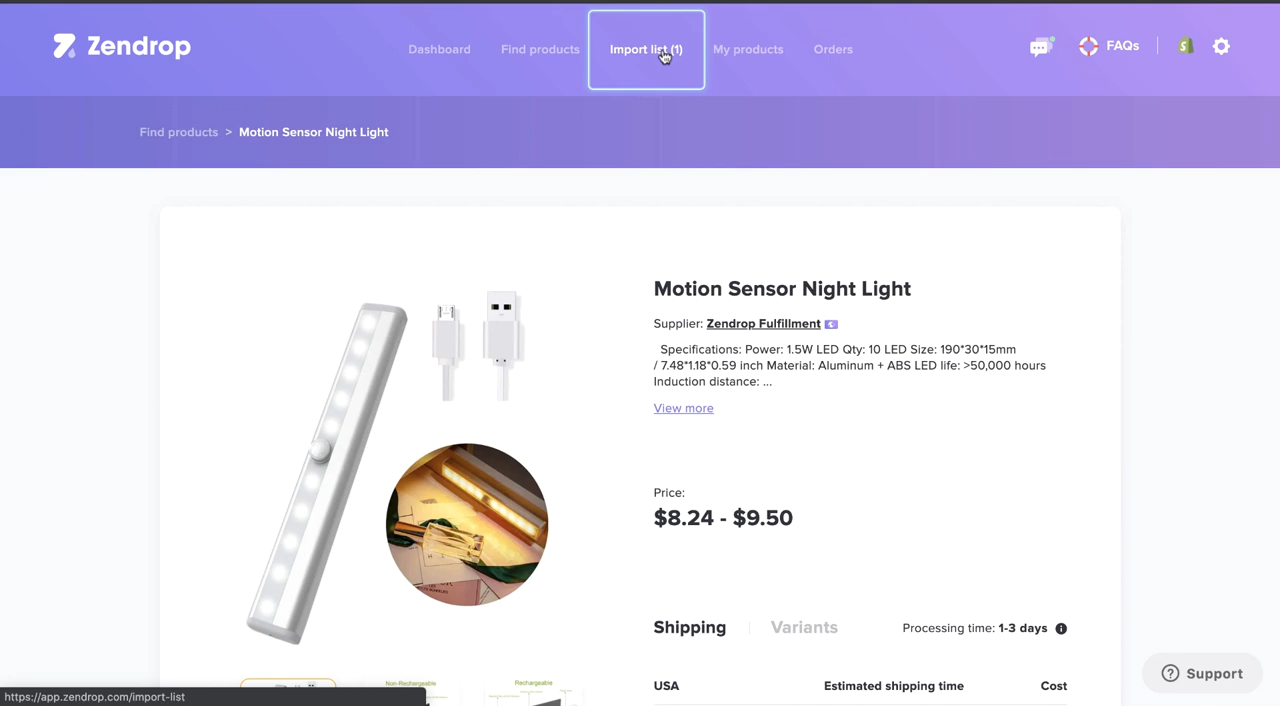 Zendrop
Dashboard
Find products
Import list (1)
My products
Orders
FAQs
Find products > Motion Sensor Night Light
Motion Sensor Night Light
Supplier: Zendrop Fulfillment
Specifications: Power: 1.5W LED Qty: 10 LED Size: 190*30*15mm
/ 7.48*1.18*0.59 inch Material: Aluminum + ABS LED life: >50,000 hours
Induction distance: ...
View more
Price:
$8.24 - $9.50
Shipping
Variants
Processing time: 1-3 days
Non-Rechargeable
Rechargeable
USA
Estimated shipping time
Cost
Support
https://app.zendrop.com/import-list